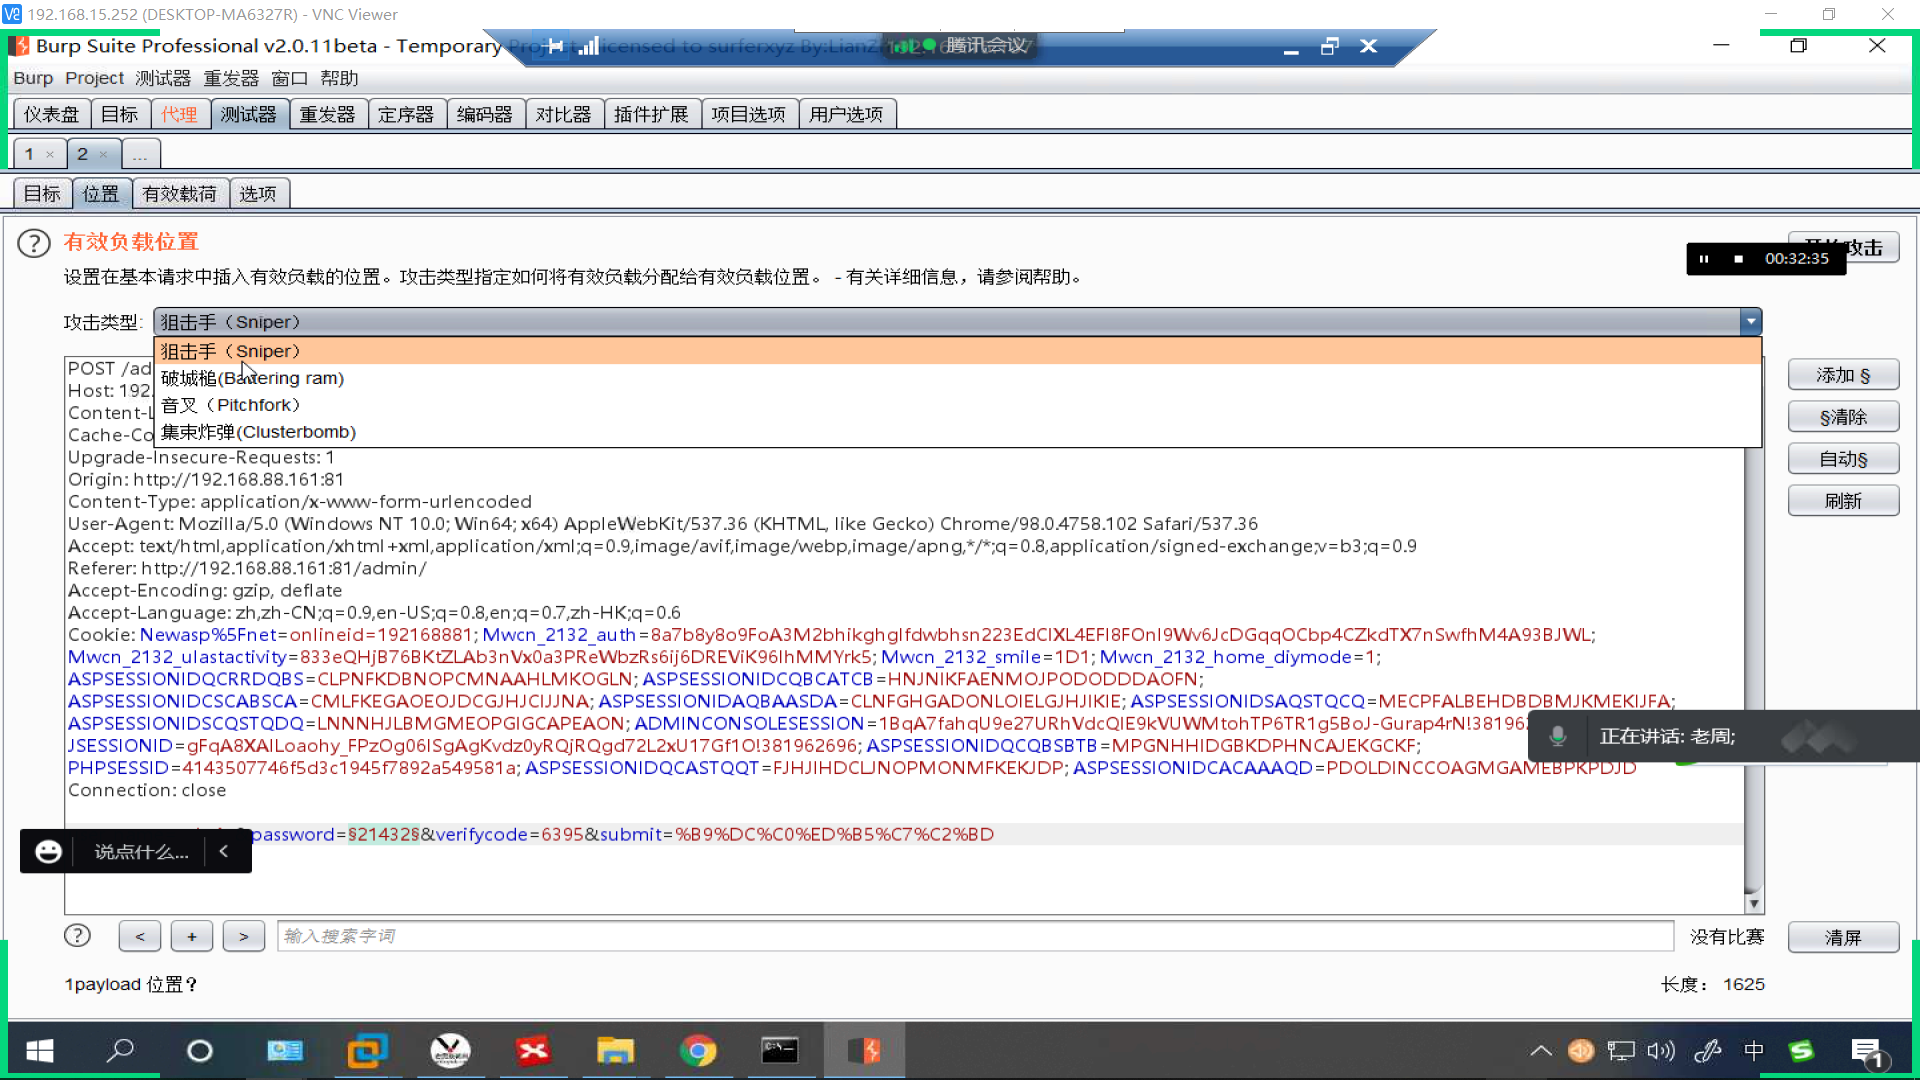 192.168.15.252 (DESKTOP-MA6327R) - VNC Viewer
Burp Suite Professional v2.0.11beta - Temporary Project - licensed to surferxyz By:LianZ
腾讯会议
Burp Project 测试器 重发器 窗口 帮助
仪表盘 目标 代理 测试器 重发器 定序器 编码器 对比器 插件扩展 项目选项 用户选项
1 × 2 × ...
目标 位置 有效载荷 选项
? 有效负载位置
开始攻击
00:32:35
设置在基本请求中插入有效负载的位置。攻击类型指定如何将有效负载分配给有效负载位置。 - 有关详细信息，请参阅帮助。
攻击类型: 狙击手（Sniper）
狙击手（Sniper）
破城槌(Battering ram)
音叉（Pitchfork）
集束炸弹(Clusterbomb)
POST /ad
Host: 192.
Content-L
Cache-Co
添加 §
§清除
自动§
刷新
Upgrade-Insecure-Requests: 1
Origin: http://192.168.88.161:81
Content-Type: application/x-www-form-urlencoded
User-Agent: Mozilla/5.0 (Windows NT 10.0; Win64; x64) AppleWebKit/537.36 (KHTML, like Gecko) Chrome/98.0.4758.102 Safari/537.36
Accept: text/html,application/xhtml+xml,application/xml;q=0.9,image/avif,image/webp,image/apng,*/*;q=0.8,application/signed-exchange;v=b3;q=0.9
Referer: http://192.168.88.161:81/admin/
Accept-Encoding: gzip, deflate
Accept-Language: zh,zh-CN;q=0.9,en-US;q=0.8,en;q=0.7,zh-HK;q=0.6
Cookie: Newasp%5Fnet=onlineid=192168881; Mwcn_2132_auth=8a7b8y8o9FoA3M2bhikghgIfdwbhsn223EdCIXL4EFI8FOnI9Wv6JcDGqqOCbp4CZkdTX7nSwfhM4A93BJWL;
Mwcn_2132_ulastactivity=833eQHjB76BKtZLAb3nVx0a3PReWbzRs6ij6DREViK96IhMMYrk5; Mwcn_2132_smile=1D1; Mwcn_2132_home_diymode=1;
ASPSESSIONIDQCRRDQBS=CLPNFKDBNOPCMNAAHLMKOGLN; ASPSESSIONIDCQBCATCB=HNJNIKFAENMOJPODODDDAOFN;
ASPSESSIONIDCSCABSCA=CMLFKEGAOEOJDCGJHJCIJJNA; ASPSESSIONIDAQBAASDA=CLNFGHGADONLOIELGJHJIKIE; ASPSESSIONIDSAQSTQCQ=MECPFALBEHDBDBMJKMEKIJFA;
ASPSESSIONIDSCQSTQDQ=LNNNHJLBMGMEOPGIGCAPEAON; ADMINCONSOLESESSION=1BqA7fahqU9e27URhVdcQIE9kVUWMtohTP6TR1g5BoJ-Gurap4rN!38196
JSESSIONID=gFqA8XAILoaohy_FPzOg06ISgAgKvdz0yRQjRQgd72L2xU17Gf1O!381962696; ASPSESSIONIDQCQBSBTB=MPGNHHIDGBKDPHNCAJEKGCKF;
PHPSESSID=4143507746f5d3c1945f7892a549581a; ASPSESSIONIDQCASTQQT=FJHJIHDCLJNOPMONMFKEKJDP; ASPSESSIONIDCACAAAQD=PDOLDINCCOAGMGAMEBPKPDJD
正在讲话: 老周;
Connection: close
password=§21432§&verifycode=6395&submit=%B9%DC%C0%ED%B5%C7%C2%BD
说点什么... <
? < + > 输入搜索字词 没有比赛 清屏
1payload 位置? 长度： 1625
中
1